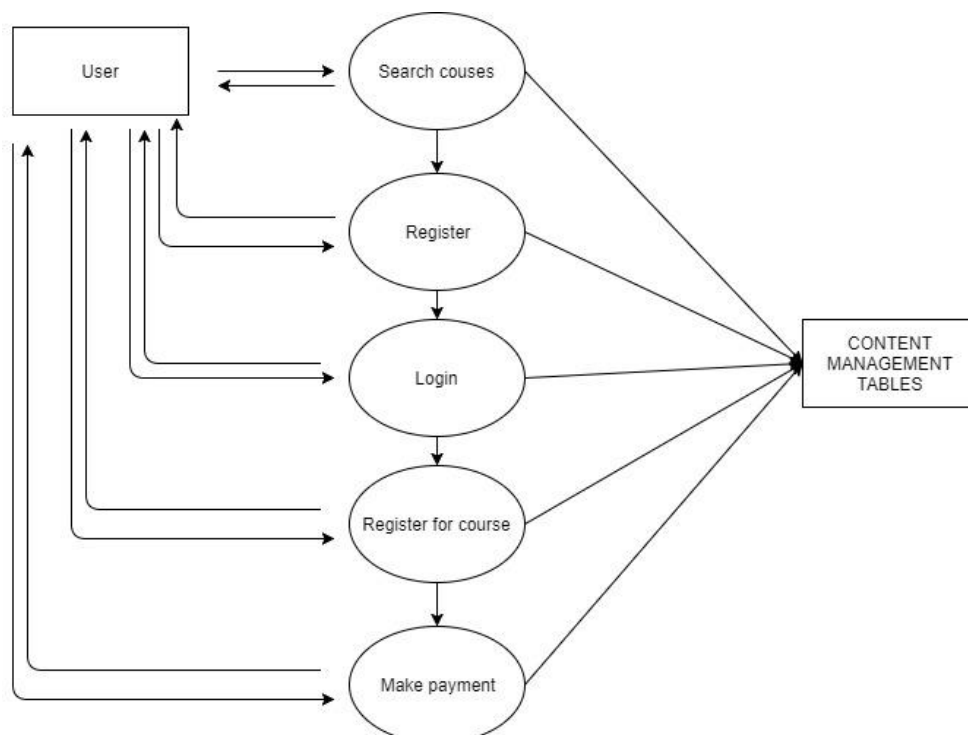 User
Search couses
Register
Login
CONTENT
MANAGEMENT
TABLES
Register for course
Make payment